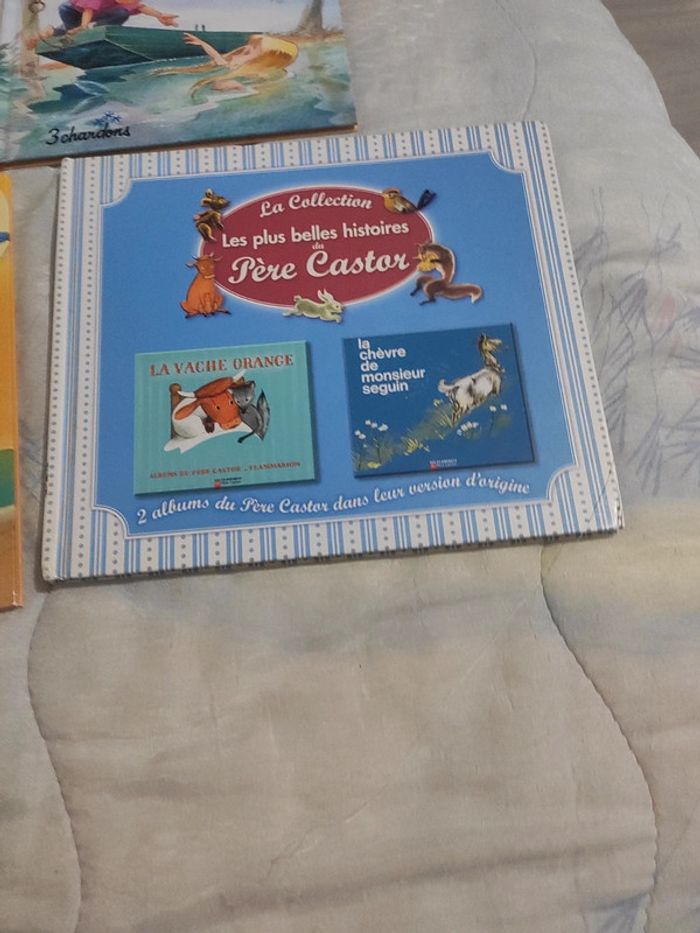 3 chardons
La Collection
Les plus belles histoires
du
Père Castor
LA VACHE ORANGE
ALBUMS DU PÈRE CASTOR - FLAMMARION
la
chèvre
de
monsieur
seguin
2 albums du Père Castor dans leur version d'origine